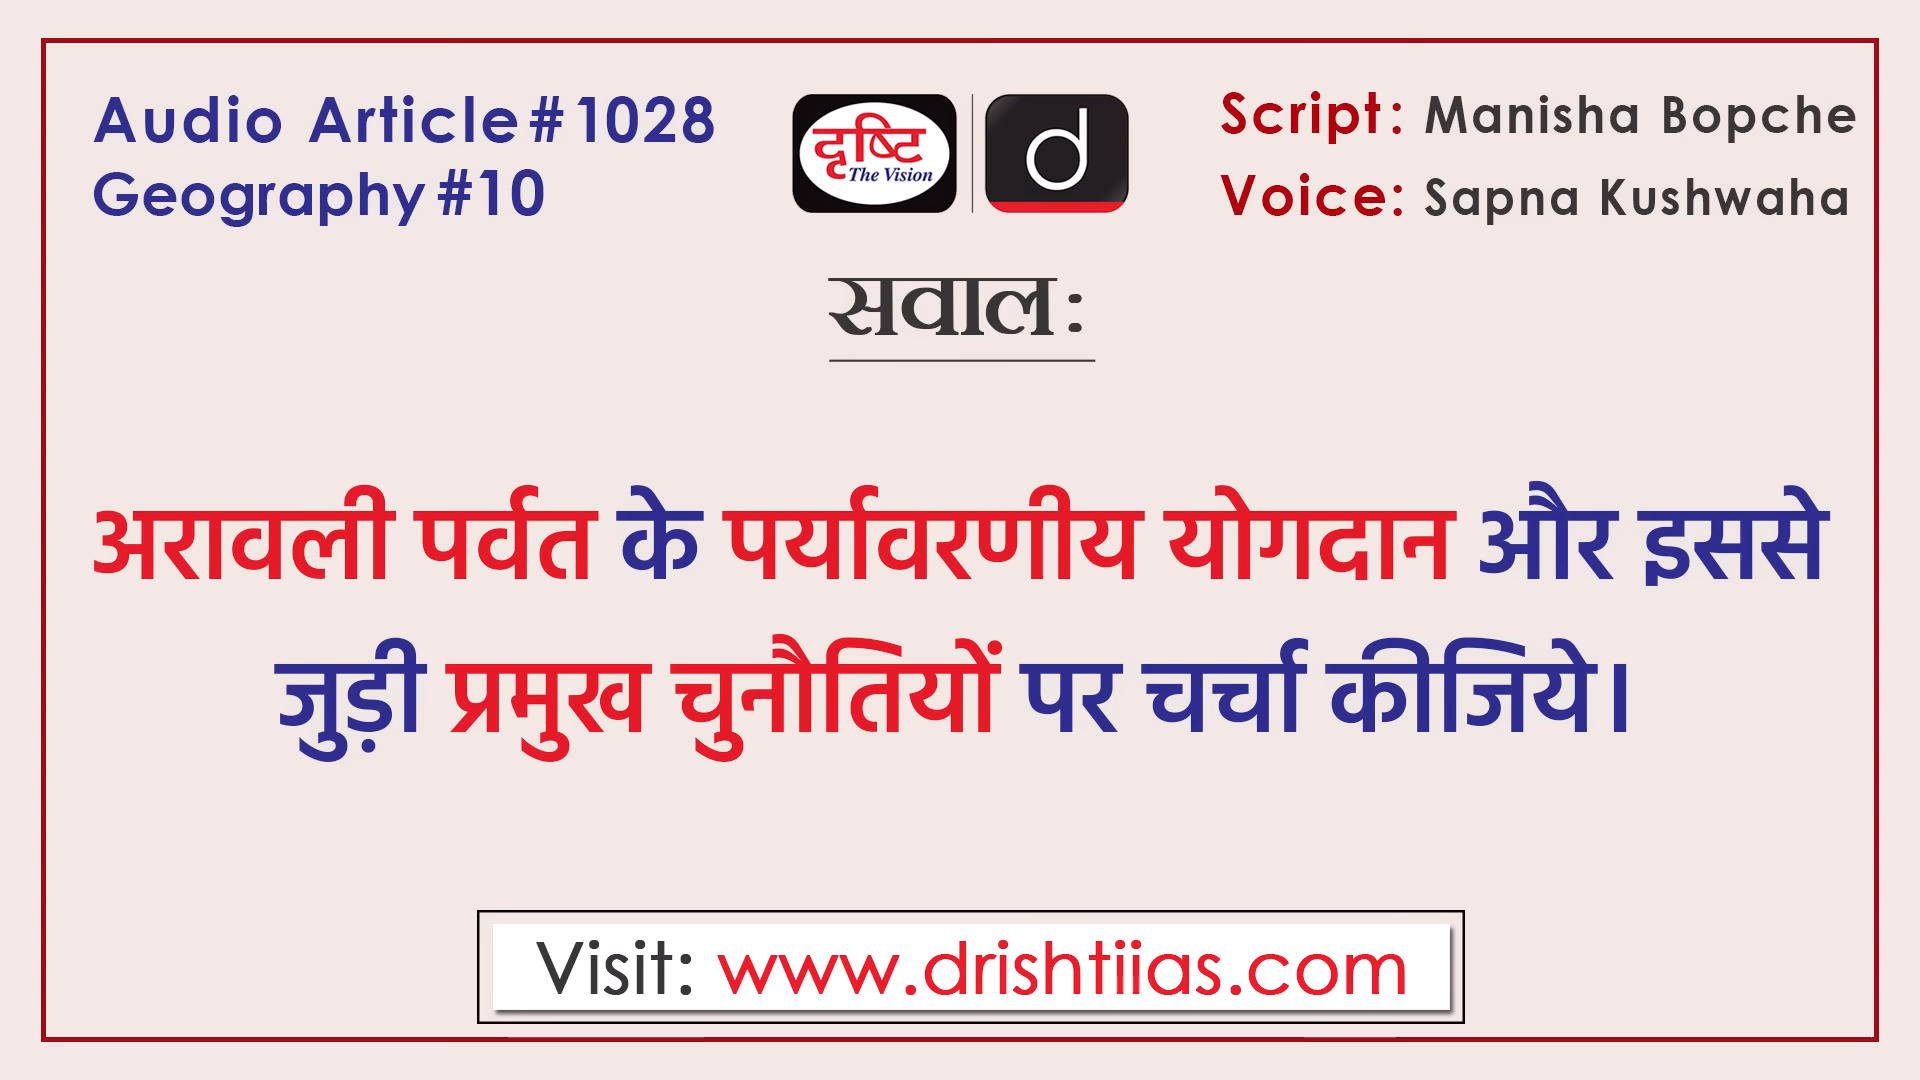 Audio Article #1028
Geography #10
दृष्टि
The Vision
d
Script: Manisha Bopche
Voice: Sapna Kushwaha
सवाल:
अरावली पर्वत के पर्यावरणीय योगदान और इससे
जुड़ी प्रमुख चुनौतियों पर चर्चा कीजिये।
Visit: www.drishtiias.com